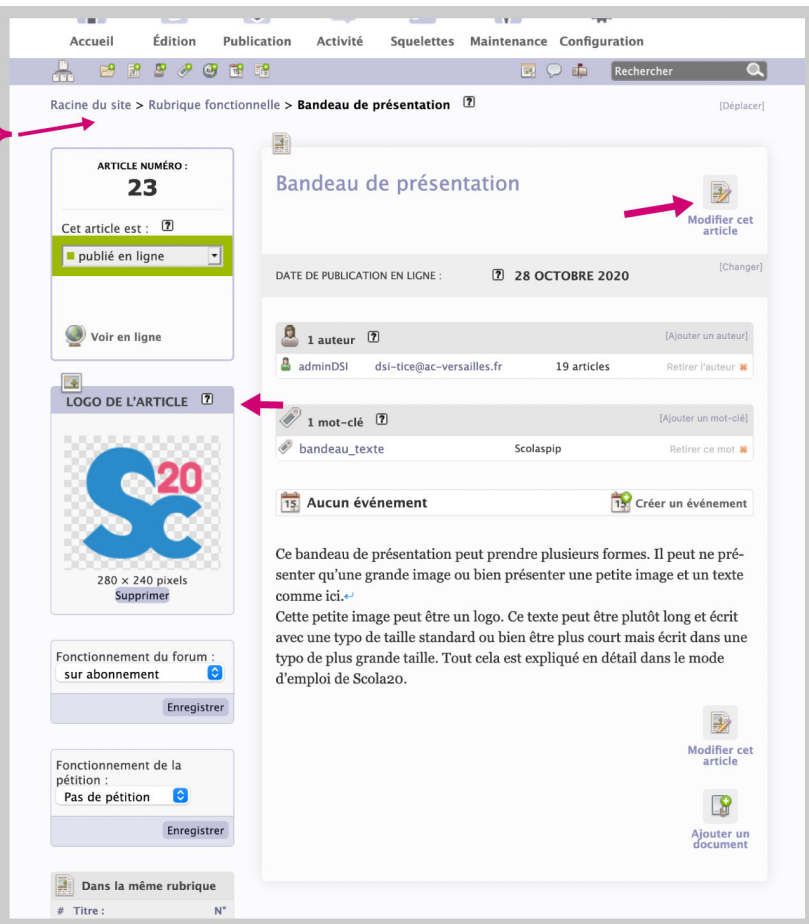 Accueil Édition Publication Activité Squelettes Maintenance Configuration
Rechercher
Racine du site > Rubrique fonctionnelle > Bandeau de présentation ?
[Déplacer]
ARTICLE NUMÉRO :
23
Cet article est : ?
publié en ligne
Voir en ligne
LOGO DE L'ARTICLE ?
Sc 20
280 × 240 pixels
Supprimer
Fonctionnement du forum :
sur abonnement
Enregistrer
Fonctionnement de la
pétition :
Pas de pétition
Enregistrer
Dans la même rubrique
# Titre : N°
Bandeau de présentation
Modifier cet
article
DATE DE PUBLICATION EN LIGNE : ? 28 OCTOBRE 2020 [Changer]
1 auteur ? [Ajouter un auteur]
adminDSI dsi-tice@ac-versailles.fr 19 articles Retirer l'auteur
1 mot-clé ? [Ajouter un mot-clé]
bandeau_texte Scolaspip Retirer ce mot
15 Aucun événement 15 Créer un événement
Ce bandeau de présentation peut prendre plusieurs formes. Il peut ne pré-
senter qu'une grande image ou bien présenter une petite image et un texte
comme ici.↵
Cette petite image peut être un logo. Ce texte peut être plutôt long et écrit
avec une typo de taille standard ou bien être plus court mais écrit dans une
typo de plus grande taille. Tout cela est expliqué en détail dans le mode
d'emploi de Scola20.
Modifier cet
article
Ajouter un
document